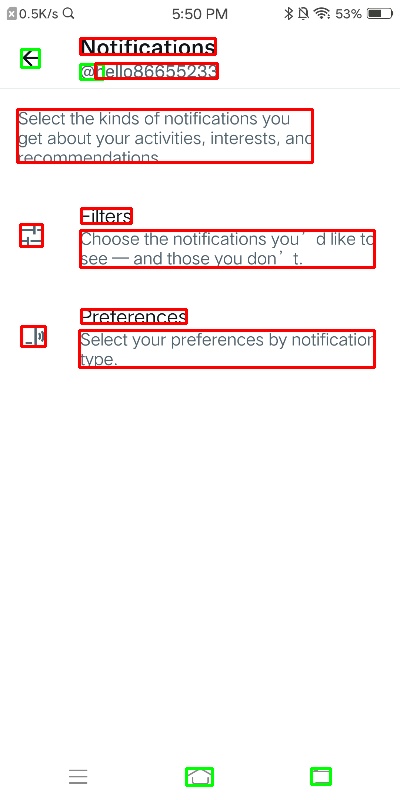 0.5K/s 5:50 PM 53%
Notifications
@hello86655233
Select the kinds of notifications you
get about your activities, interests, and
recommendations.
Filters
Choose the notifications you’d like to
see — and those you don’t.
Preferences
Select your preferences by notification
type.